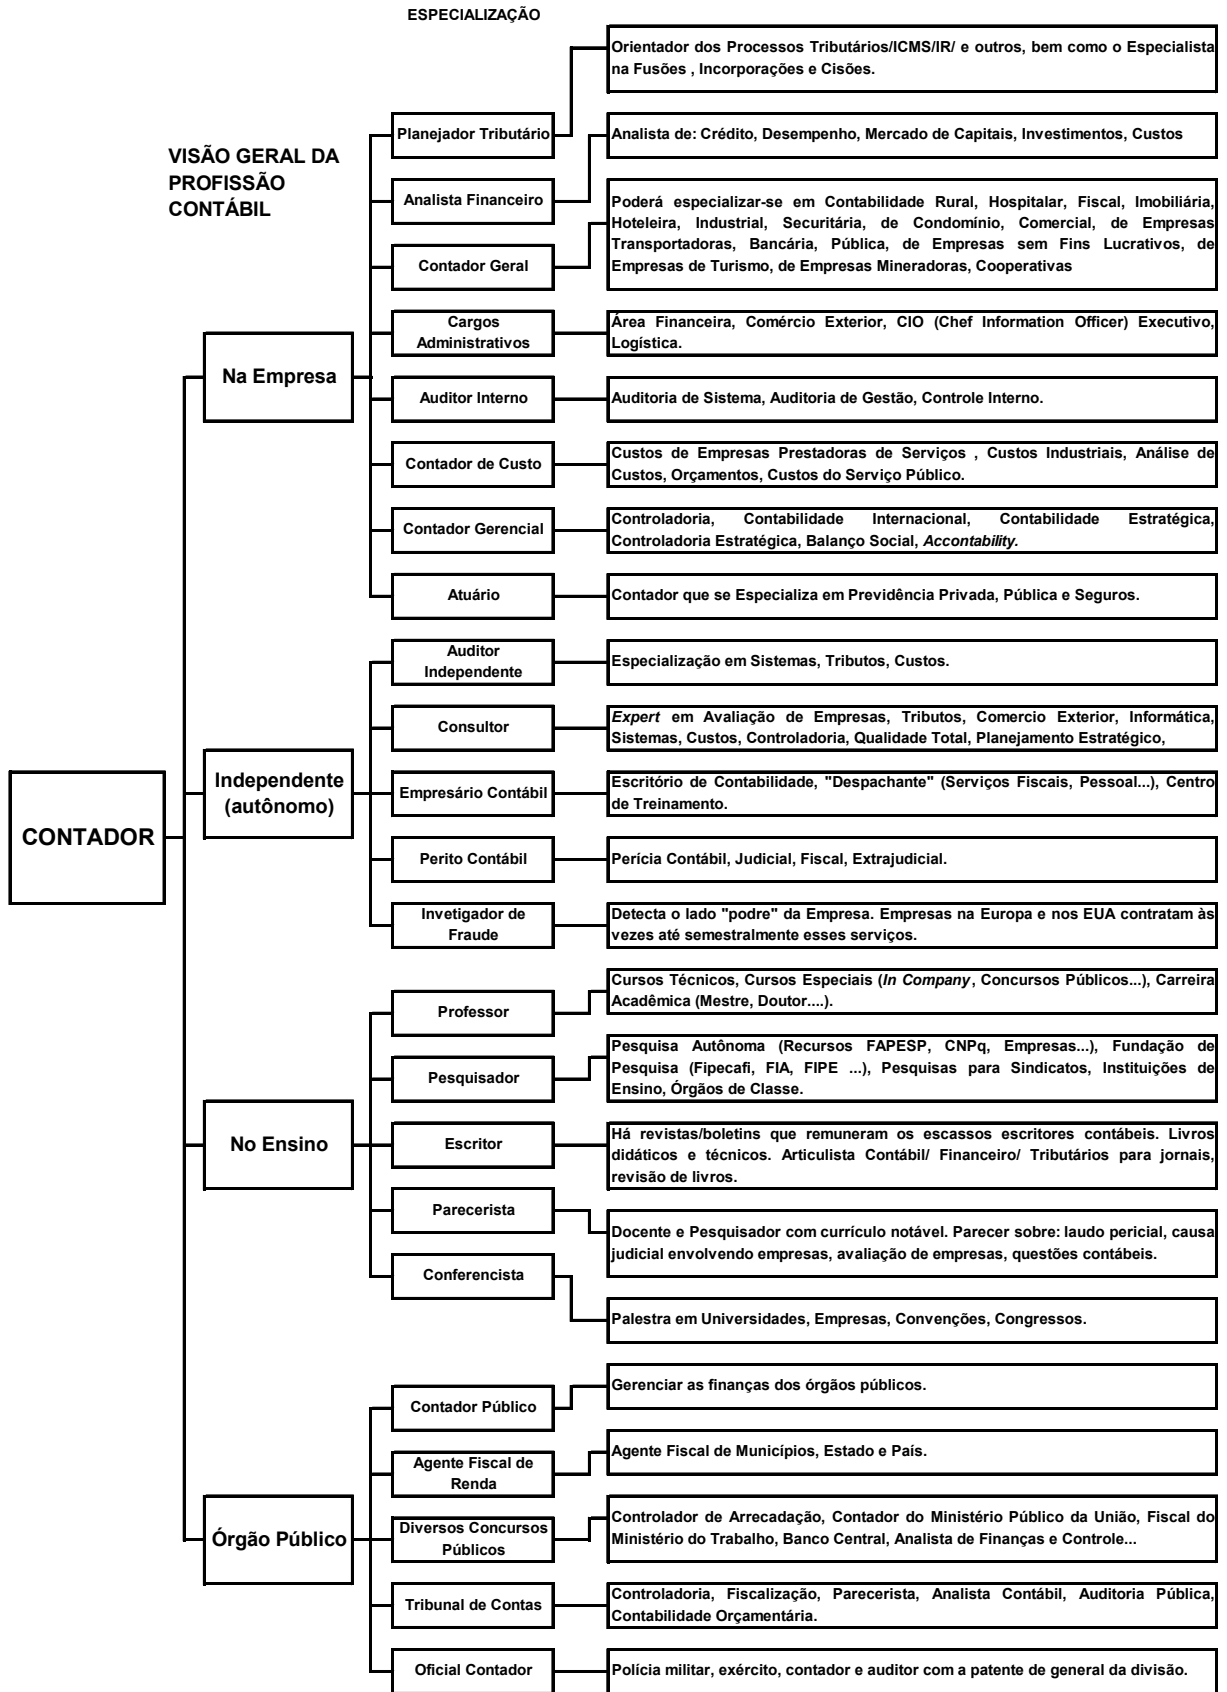 ESPECIALIZAÇÃO
VISÃO GERAL DA
PROFISSÃO
CONTÁBIL
CONTADOR
Na Empresa
Planejador Tributário
Orientador dos Processos Tributários/ICMS/IR/ e outros, bem como o Especialista
na Fusões , Incorporações e Cisões.
Analista Financeiro
Analista de: Crédito, Desempenho, Mercado de Capitais, Investimentos, Custos
Contador Geral
Poderá especializar-se em Contabilidade Rural, Hospitalar, Fiscal, Imobiliária,
Hoteleira, Industrial, Securitária, de Condomínio, Comercial, de Empresas
Transportadoras, Bancária, Pública, de Empresas sem Fins Lucrativos, de
Empresas de Turismo, de Empresas Mineradoras, Cooperativas
Cargos
Administrativos
Área Financeira, Comércio Exterior, CIO (Chef Information Officer) Executivo,
Logística.
Auditor Interno
Auditoria de Sistema, Auditoria de Gestão, Controle Interno.
Contador de Custo
Custos de Empresas Prestadoras de Serviços , Custos Industriais, Análise de
Custos, Orçamentos, Custos do Serviço Público.
Contador Gerencial
Controladoria, Contabilidade Internacional, Contabilidade Estratégica,
Controladoria Estratégica, Balanço Social, Accontability.
Atuário
Contador que se Especializa em Previdência Privada, Pública e Seguros.
Independente
(autônomo)
Auditor
Independente
Especialização em Sistemas, Tributos, Custos.
Consultor
Expert em Avaliação de Empresas, Tributos, Comercio Exterior, Informática,
Sistemas, Custos, Controladoria, Qualidade Total, Planejamento Estratégico,
Empresário Contábil
Escritório de Contabilidade, "Despachante" (Serviços Fiscais, Pessoal...), Centro
de Treinamento.
Perito Contábil
Perícia Contábil, Judicial, Fiscal, Extrajudicial.
Invetigador de
Fraude
Detecta o lado "podre" da Empresa. Empresas na Europa e nos EUA contratam às
vezes até semestralmente esses serviços.
No Ensino
Professor
Cursos Técnicos, Cursos Especiais (In Company, Concursos Públicos...), Carreira
Acadêmica (Mestre, Doutor....).
Pesquisador
Pesquisa Autônoma (Recursos FAPESP, CNPq, Empresas...), Fundação de
Pesquisa (Fipecafi, FIA, FIPE ...), Pesquisas para Sindicatos, Instituições de
Ensino, Órgãos de Classe.
Escritor
Há revistas/boletins que remuneram os escassos escritores contábeis. Livros
didáticos e técnicos. Articulista Contábil/ Financeiro/ Tributários para jornais,
revisão de livros.
Parecerista
Docente e Pesquisador com currículo notável. Parecer sobre: laudo pericial, causa
judicial envolvendo empresas, avaliação de empresas, questões contábeis.
Conferencista
Palestra em Universidades, Empresas, Convenções, Congressos.
Órgão Público
Contador Público
Gerenciar as finanças dos órgãos públicos.
Agente Fiscal de
Renda
Agente Fiscal de Municípios, Estado e País.
Diversos Concursos
Públicos
Controlador de Arrecadação, Contador do Ministério Público da União, Fiscal do
Ministério do Trabalho, Banco Central, Analista de Finanças e Controle...
Tribunal de Contas
Controladoria, Fiscalização, Parecerista, Analista Contábil, Auditoria Pública,
Contabilidade Orçamentária.
Oficial Contador
Polícia militar, exército, contador e auditor com a patente de general da divisão.